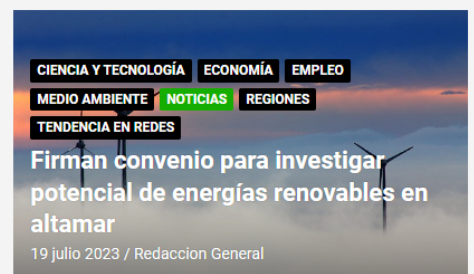 CIENCIA Y TECNOLOGÍA ECONOMÍA EMPLEO
MEDIO AMBIENTE NOTICIAS REGIONES
TENDENCIA EN REDES
Firman convenio para investigar
potencial de energías renovables en
altamar
19 julio 2023 / Redaccion General